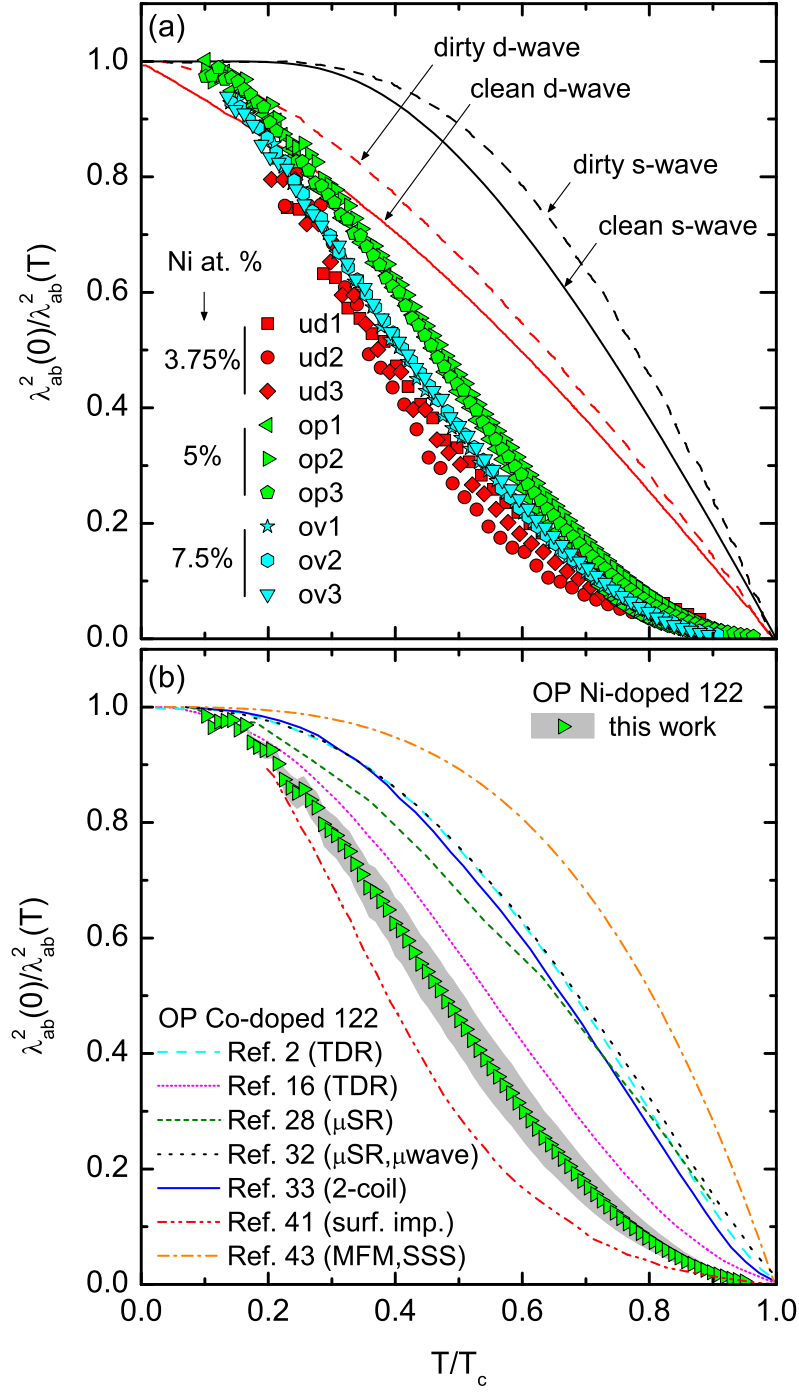 (a)
dirty d-wave
clean d-wave
dirty s-wave
clean s-wave
Ni at. %
3.75%
ud1
ud2
ud3
5%
op1
op2
op3
7.5%
ov1
ov2
ov3
λ²ab(0)/λ²ab(T)
1.0
0.8
0.6
0.4
0.2
0.0
(b)
OP Ni-doped 122
this work
OP Co-doped 122
Ref. 2 (TDR)
Ref. 16 (TDR)
Ref. 28 (μSR)
Ref. 32 (μSR,μwave)
Ref. 33 (2-coil)
Ref. 41 (surf. imp.)
Ref. 43 (MFM,SSS)
λ²ab(0)/λ²ab(T)
1.0
0.8
0.6
0.4
0.2
0.0
0.0 0.2 0.4 0.6 0.8 1.0
T/Tc